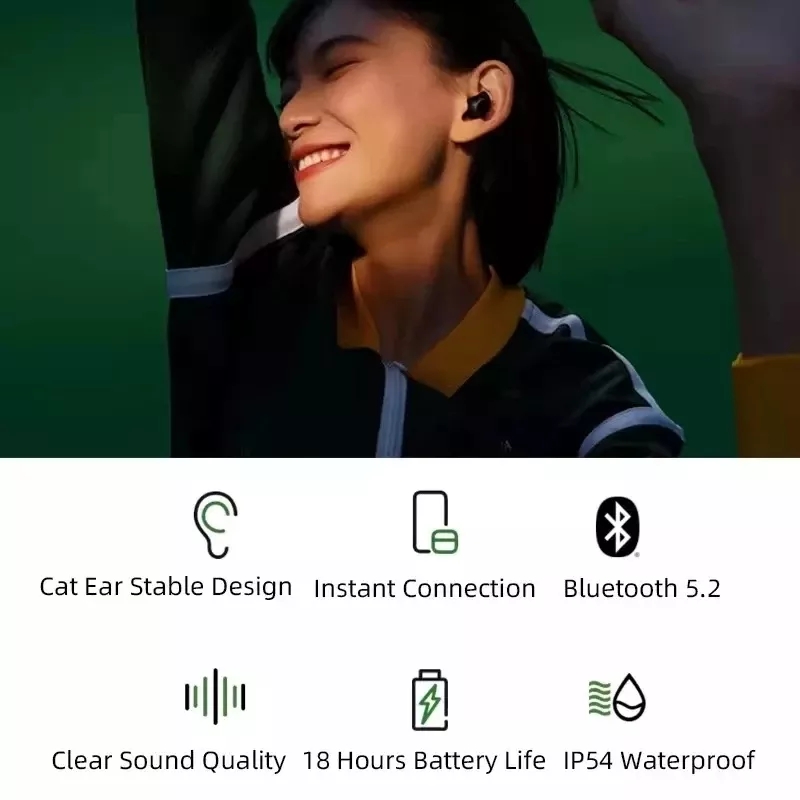 Cat Ear Stable Design
Instant Connection
Bluetooth 5.2
Clear Sound Quality
18 Hours Battery Life
IP54 Waterproof